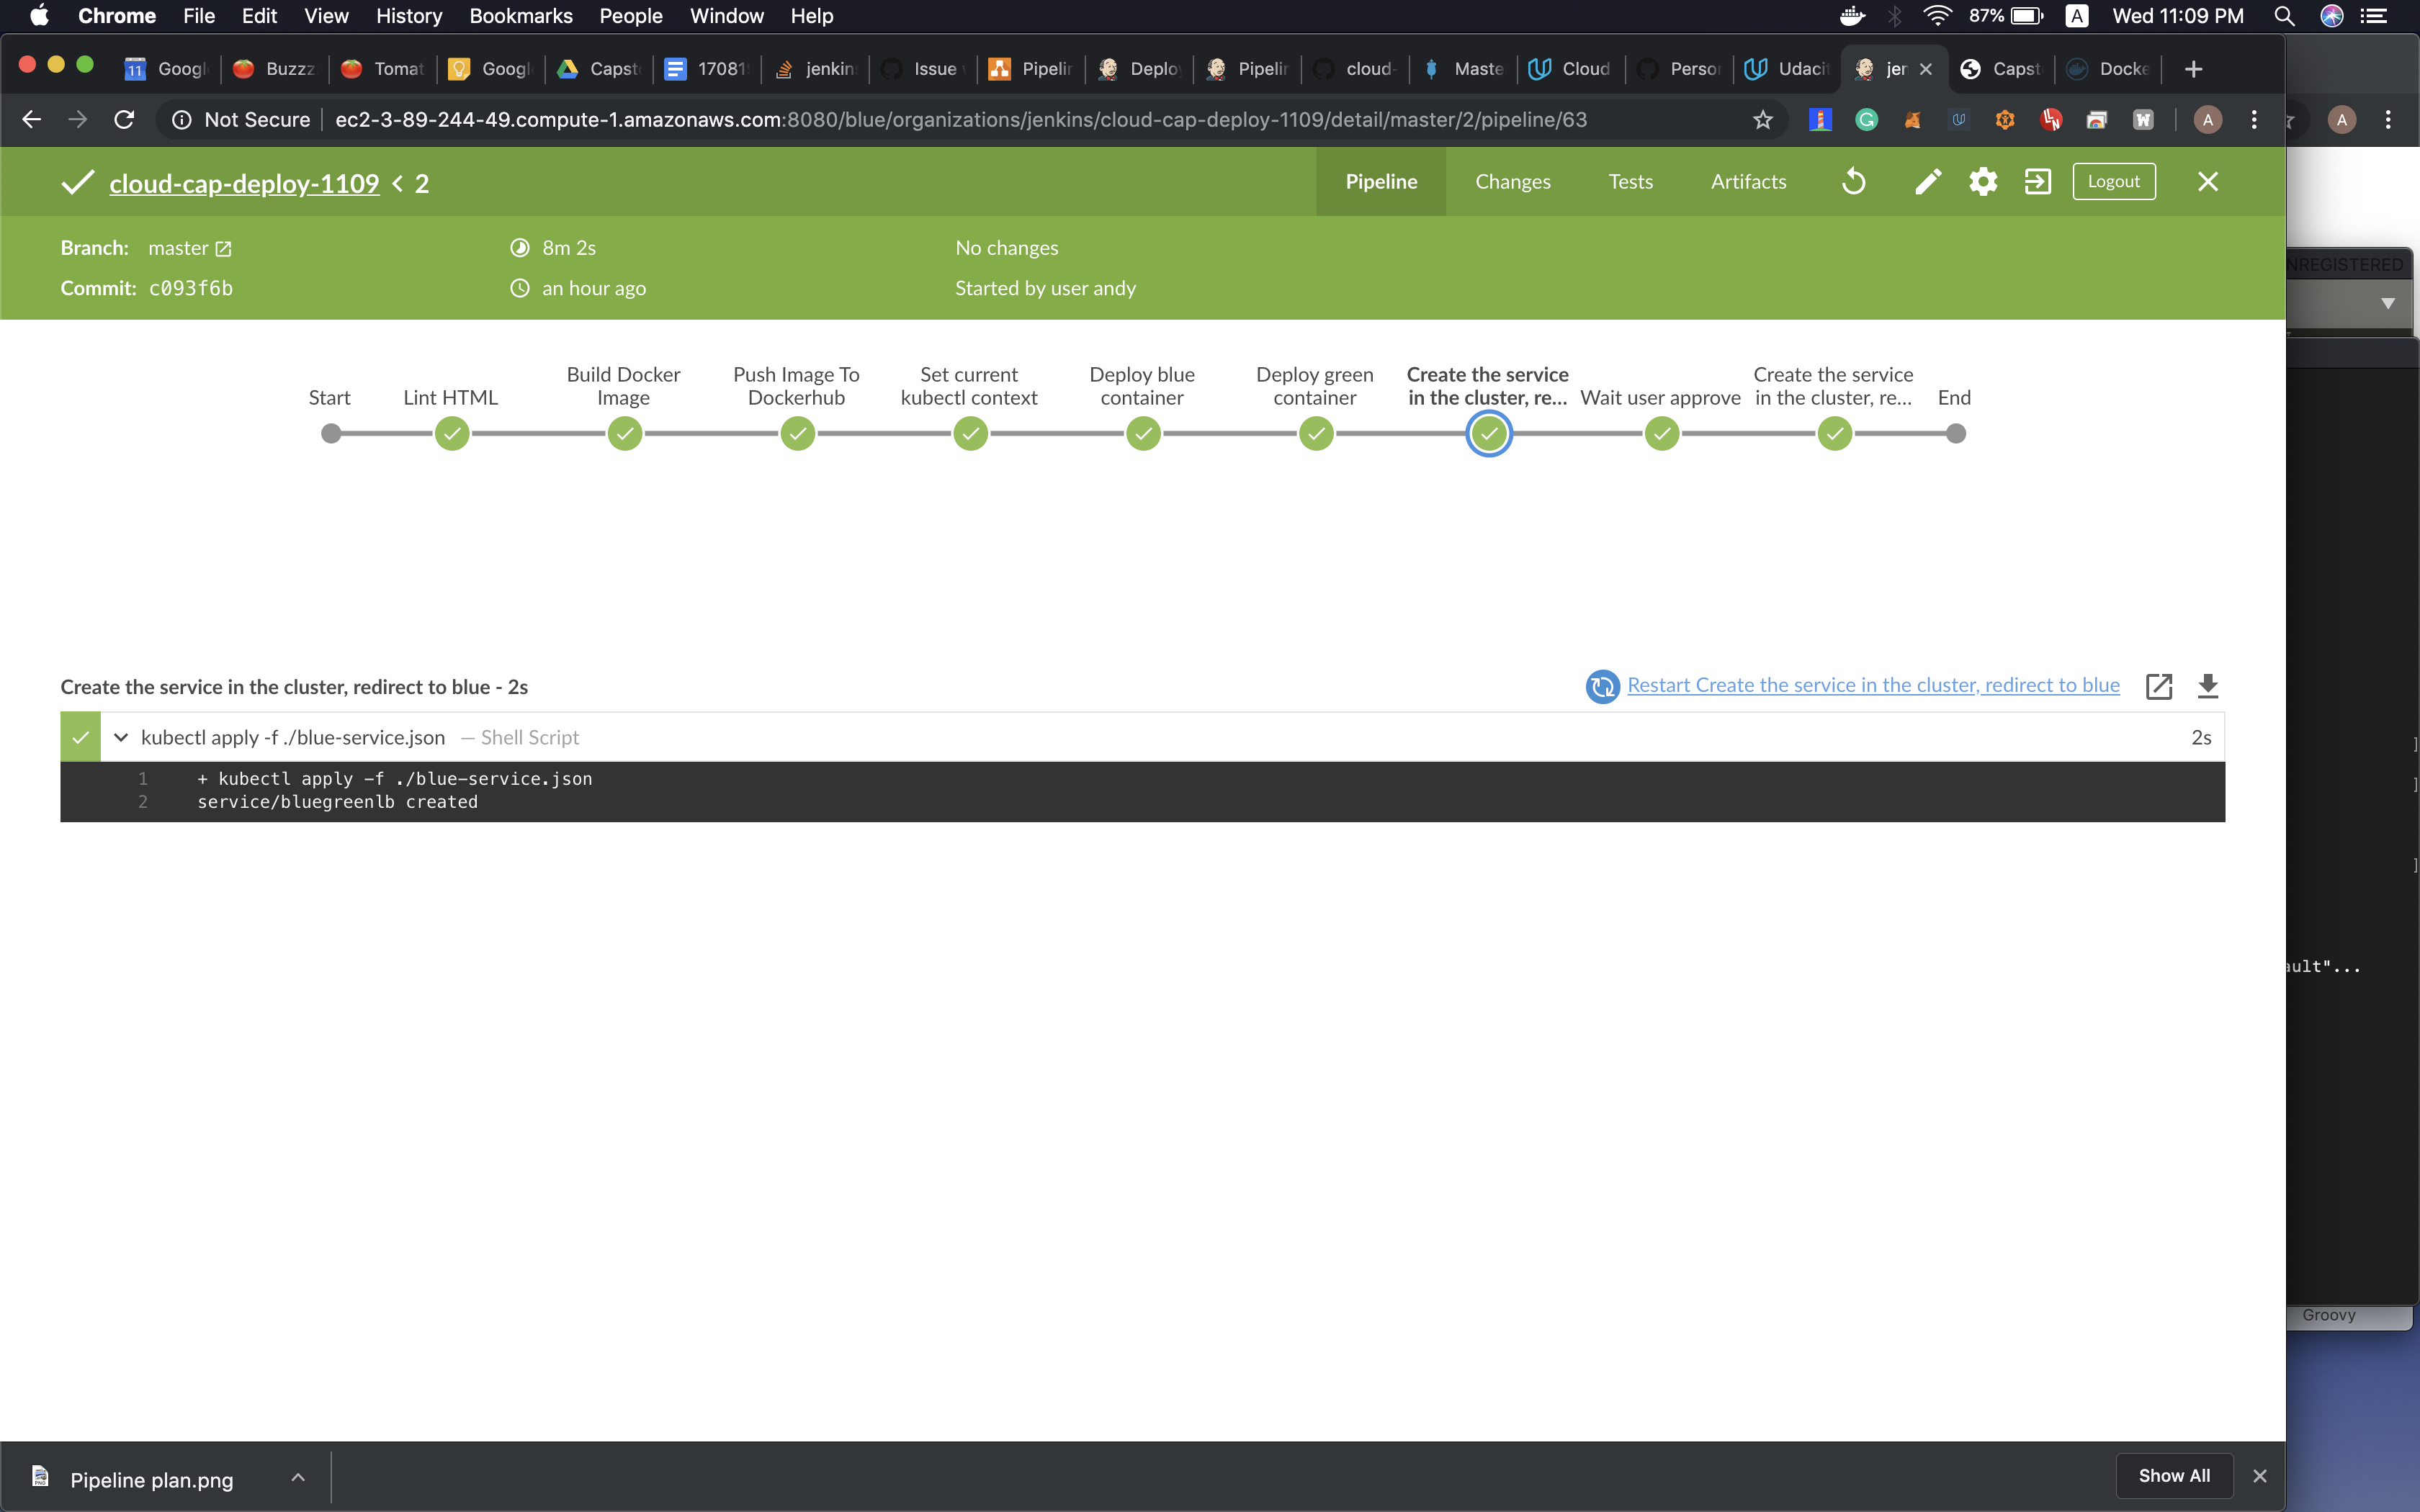 Chrome File Edit View History Bookmarks People Window Help 87% A Wed 11:09 PM
11 Googl Buzzz Tomat Googl Capst 17081 jenkin Issue Pipelin Deplo Pipelin cloud- Maste Cloud Person Udacit jen Capst Docke
Not Secure ec2-3-89-244-49.compute-1.amazonaws.com:8080/blue/organizations/jenkins/cloud-cap-deploy-1109/detail/master/2/pipeline/63
cloud-cap-deploy-1109 < 2 Pipeline Changes Tests Artifacts Logout
Branch: master 8m 2s No changes
Commit: c093f6b an hour ago Started by user andy
NREGISTERED
Start
Lint HTML
Build Docker
Image
Push Image To
Dockerhub
Set current
kubectl context
Deploy blue
container
Deploy green
container
Create the service
in the cluster, re...
Wait user approve
Create the service
in the cluster, re...
End
Create the service in the cluster, redirect to blue - 2s Restart Create the service in the cluster, redirect to blue
kubectl apply -f ./blue-service.json — Shell Script 2s
1 + kubectl apply -f ./blue-service.json
2 service/bluegreenlb created
ault"...
Groovy
Pipeline plan.png Show All